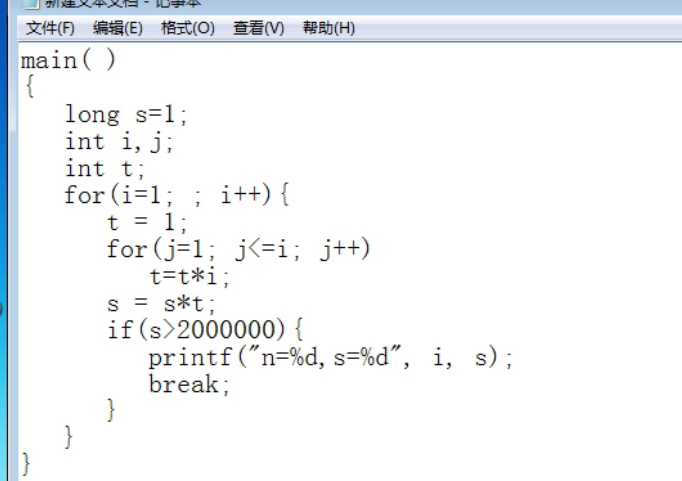 新建文本文档 - 记事本
文件(F) 编辑(E) 格式(O) 查看(V) 帮助(H)
main( )
{
long s=1;
int i,j;
int t;
for(i=1; ; i++){
t = 1;
for(j=1; j<=i; j++)
t=t*i;
s = s*t;
if(s>2000000){
printf("n=%d,s=%d", i, s);
break;
}
}
}